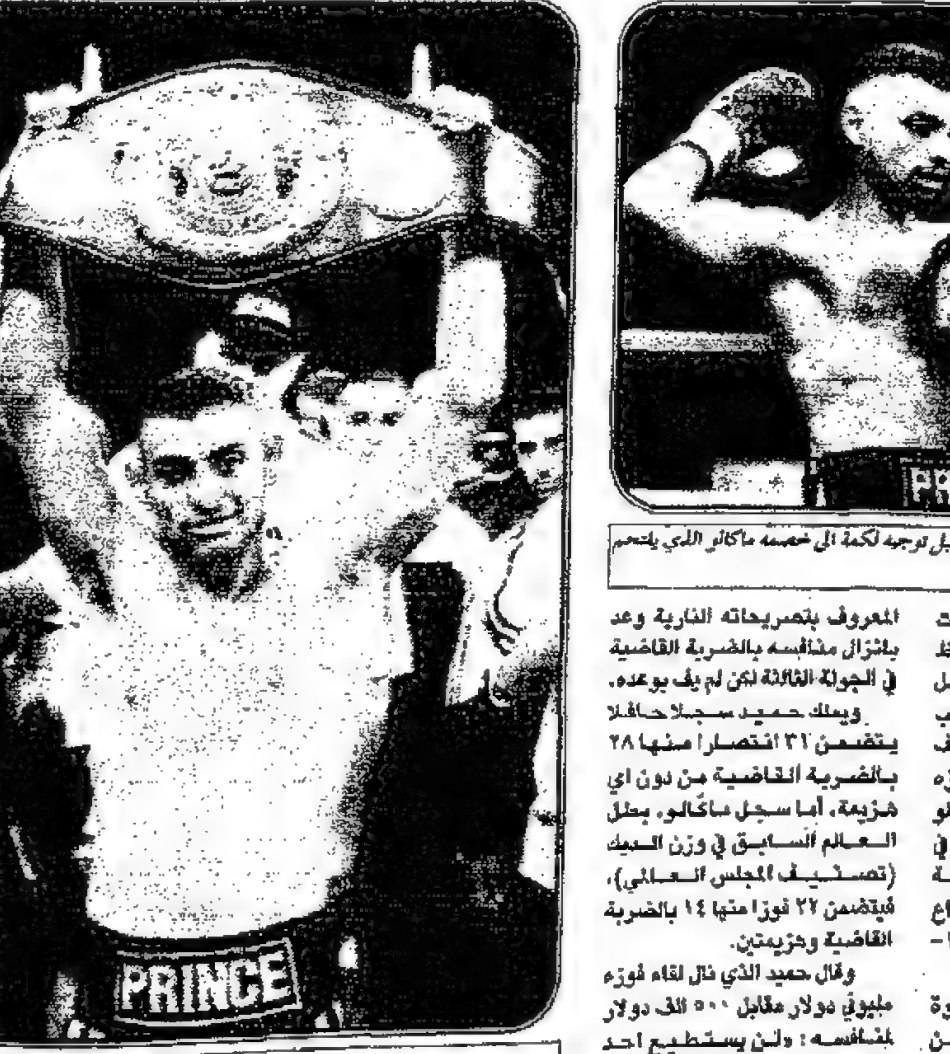 PRINCE
PR
قبل توجيه لكمة الى خصمه ماكالو الذي يلتحم
المعروف بتصريحاته النارية وعد
بانزال منافسه بالضربة القاضية
في الجولة الثالثة لكن لم يف بوعده.
ويملك حميد سجلا حافلا
يتضمن ٣١ انتصارا منها ٢٨
بالضربة القاضية من دون اي
هزيمة، أما سجل ماكالو، بطل
العالم السابق في وزن الديك
(تصنيف المجلس العالمي)،
فيتضمن ٢٢ فوزا منها ١٤ بالضربة
القاضية وهزيمتين.
وقال حميد الذي نال لقاء فوزه
مليوني دولار مقابل ٥٠٠ الف دولار
لمنافسه: «لن يستطيع احد